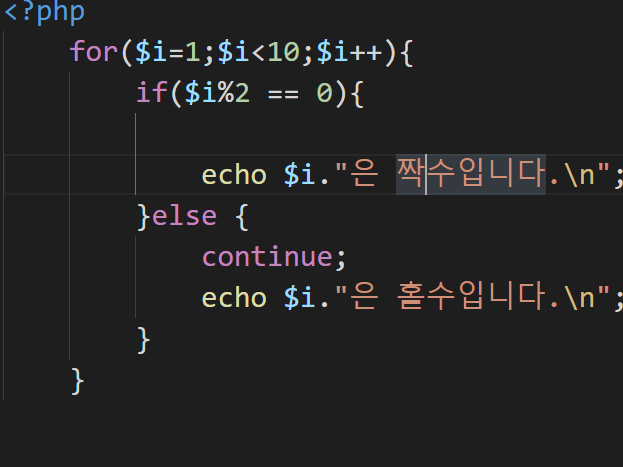 <?php
for($i=1;$i<10;$i++){
if($i%2 == 0){
echo $i."은 짝수입니다.\n";
}else {
continue;
echo $i."은 홑수입니다.\n";
}
}